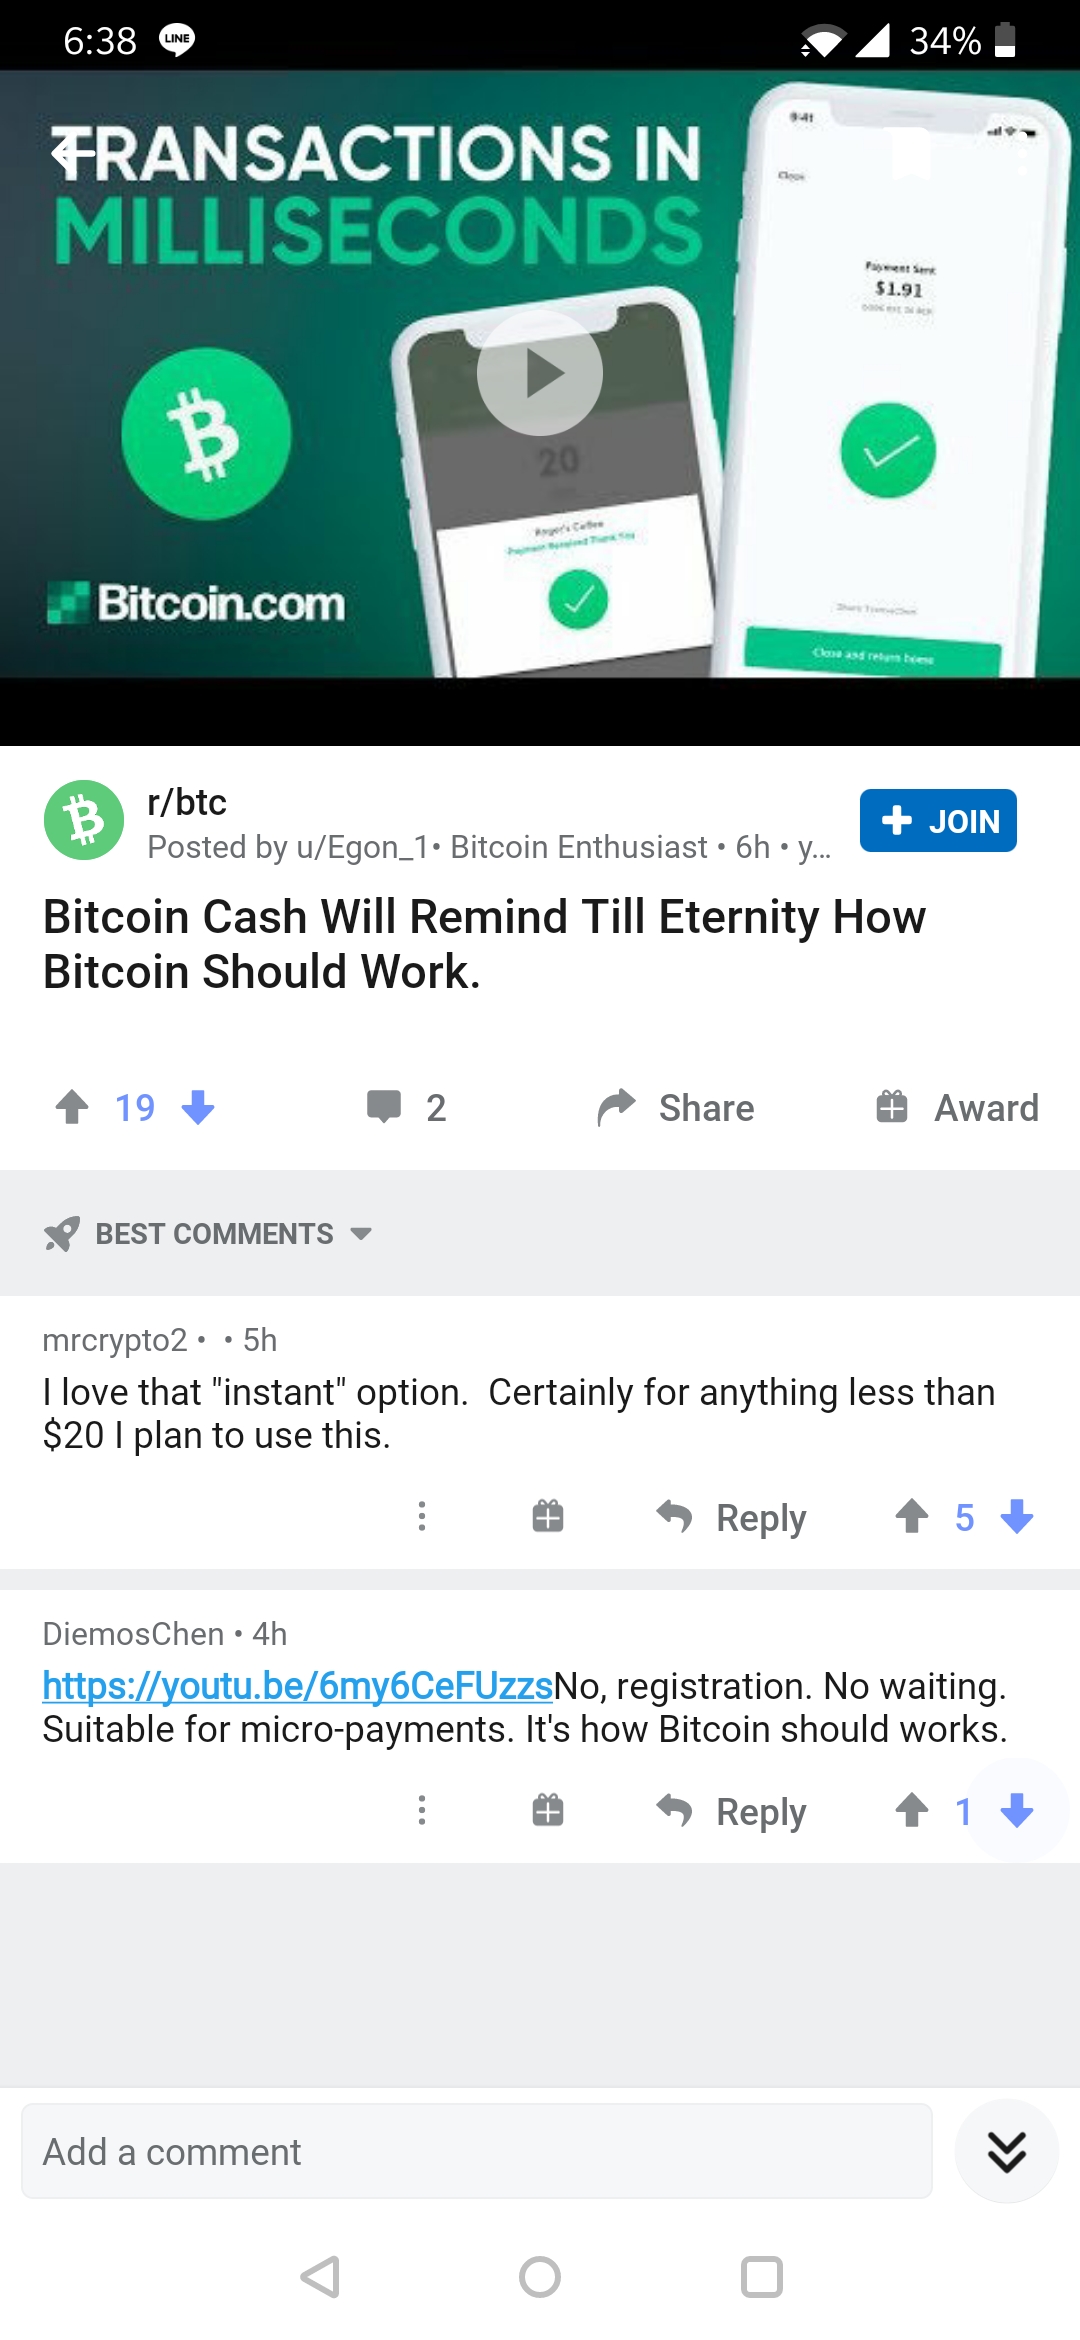 6:38 LINE 34%
TRANSACTIONS IN
MILLISECONDS
9:41
Close
Payment Sent
$1.91
20
Roger's Coffee
Payment Received Thank You
Bitcoin.com
Share Transaction
Close and return home
r/btc
Posted by u/Egon_1• Bitcoin Enthusiast • 6h • y...
JOIN
Bitcoin Cash Will Remind Till Eternity How
Bitcoin Should Work.
19 2 Share Award
BEST COMMENTS
mrcrypto2 • • 5h
I love that "instant" option. Certainly for anything less than
$20 I plan to use this.
Reply 5
DiemosChen • 4h
https://youtu.be/6my6CeFUzzsNo, registration. No waiting.
Suitable for micro-payments. It's how Bitcoin should works.
Reply 1
Add a comment